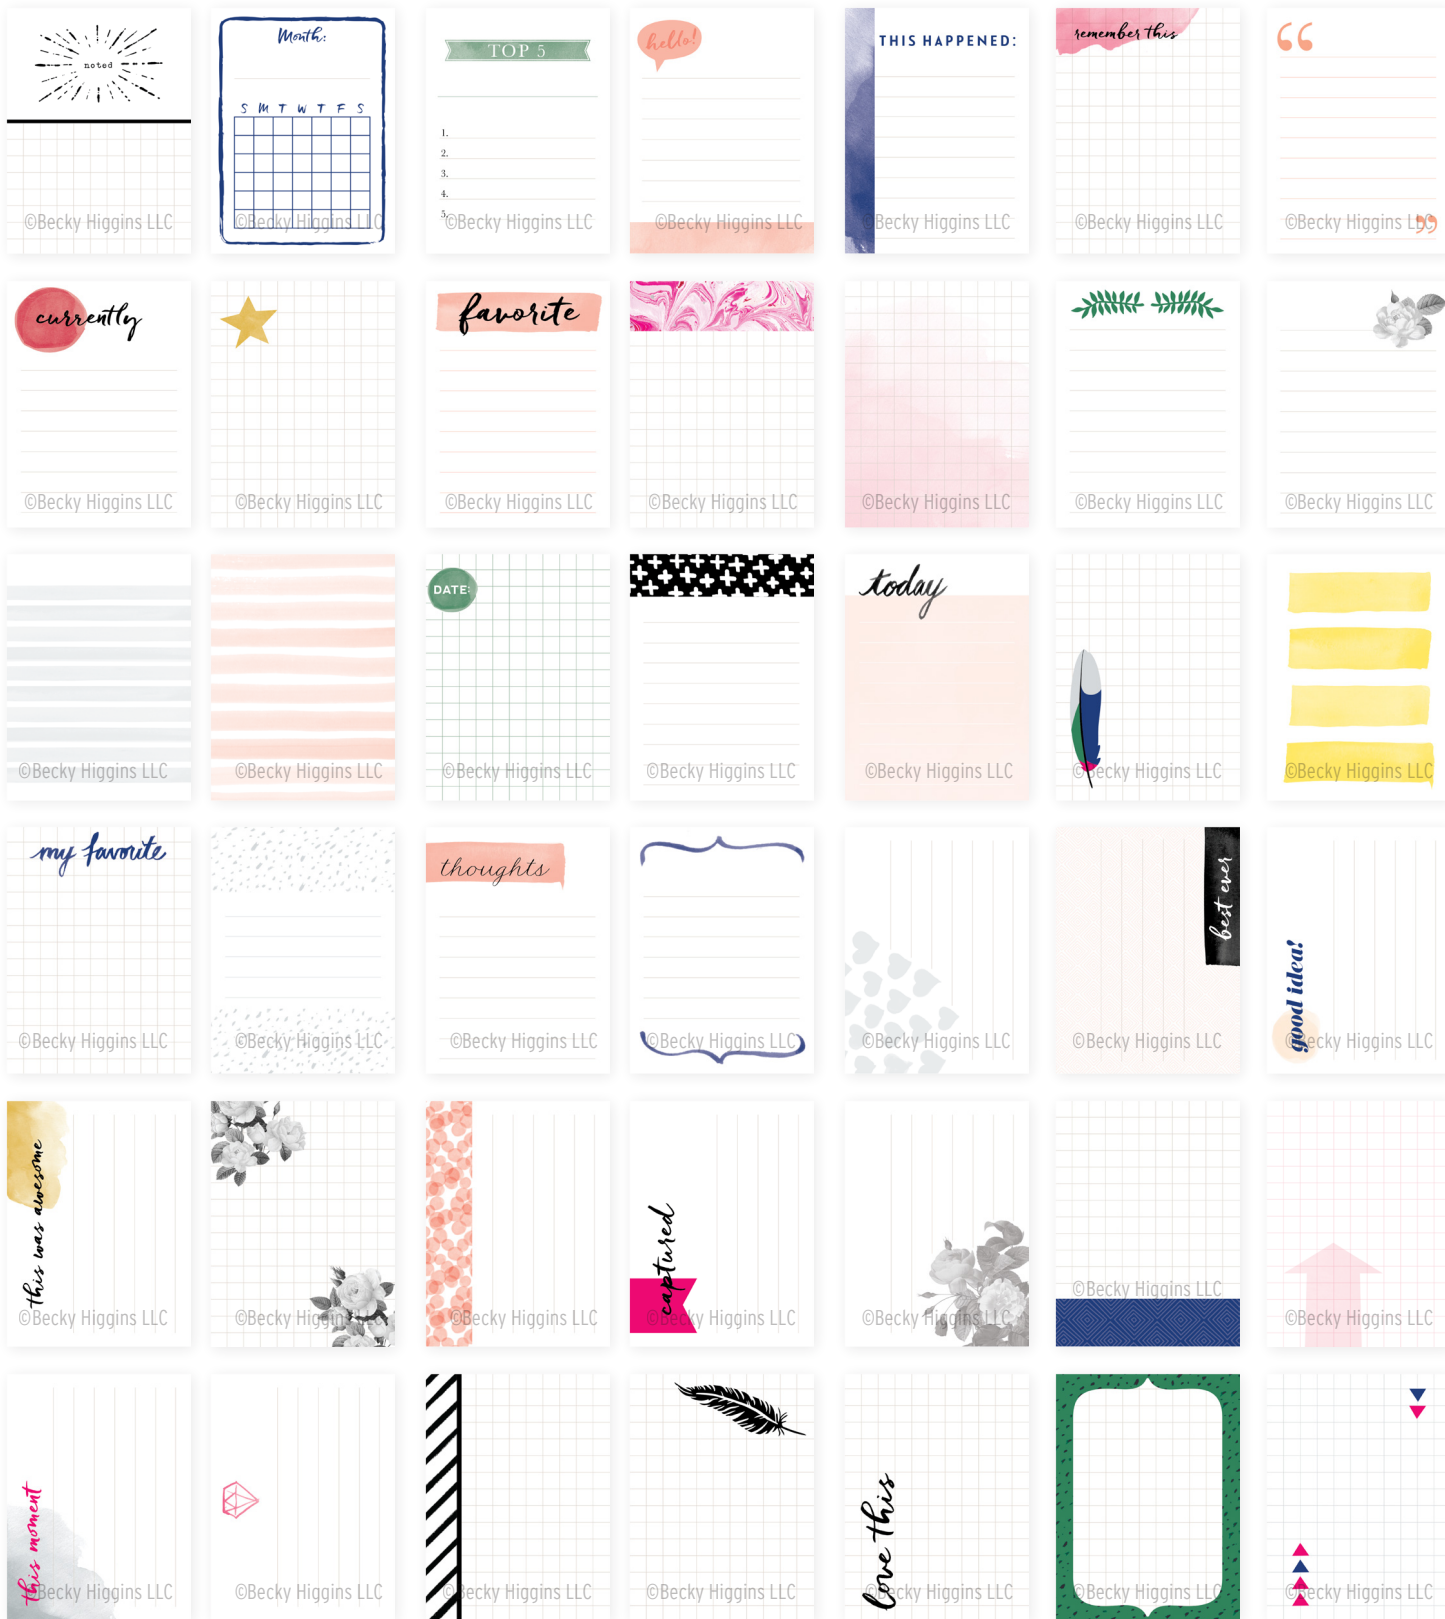 noted
©Becky Higgins LLC
Month:
S M T W T F S
©Becky Higgins LLC
TOP 5
1.
2.
3.
4.
5.
©Becky Higgins LLC
hello!
©Becky Higgins LLC
THIS HAPPENED:
©Becky Higgins LLC
remember this
©Becky Higgins LLC
“
©Becky Higgins LLC
”
currently
©Becky Higgins LLC
©Becky Higgins LLC
favorite
©Becky Higgins LLC
©Becky Higgins LLC
©Becky Higgins LLC
©Becky Higgins LLC
©Becky Higgins LLC
©Becky Higgins LLC
©Becky Higgins LLC
DATE:
©Becky Higgins LLC
©Becky Higgins LLC
today
©Becky Higgins LLC
©Becky Higgins LLC
©Becky Higgins LLC
my favorite
©Becky Higgins LLC
©Becky Higgins LLC
thoughts
©Becky Higgins LLC
©Becky Higgins LLC
©Becky Higgins LLC
best ever
©Becky Higgins LLC
good idea!
©Becky Higgins LLC
this was awesome
©Becky Higgins LLC
©Becky Higgins LLC
©Becky Higgins LLC
captured
©Becky Higgins LLC
©Becky Higgins LLC
©Becky Higgins LLC
©Becky Higgins LLC
this moment
©Becky Higgins LLC
©Becky Higgins LLC
©Becky Higgins LLC
©Becky Higgins LLC
love this
©Becky Higgins LLC
©Becky Higgins LLC
©Becky Higgins LLC